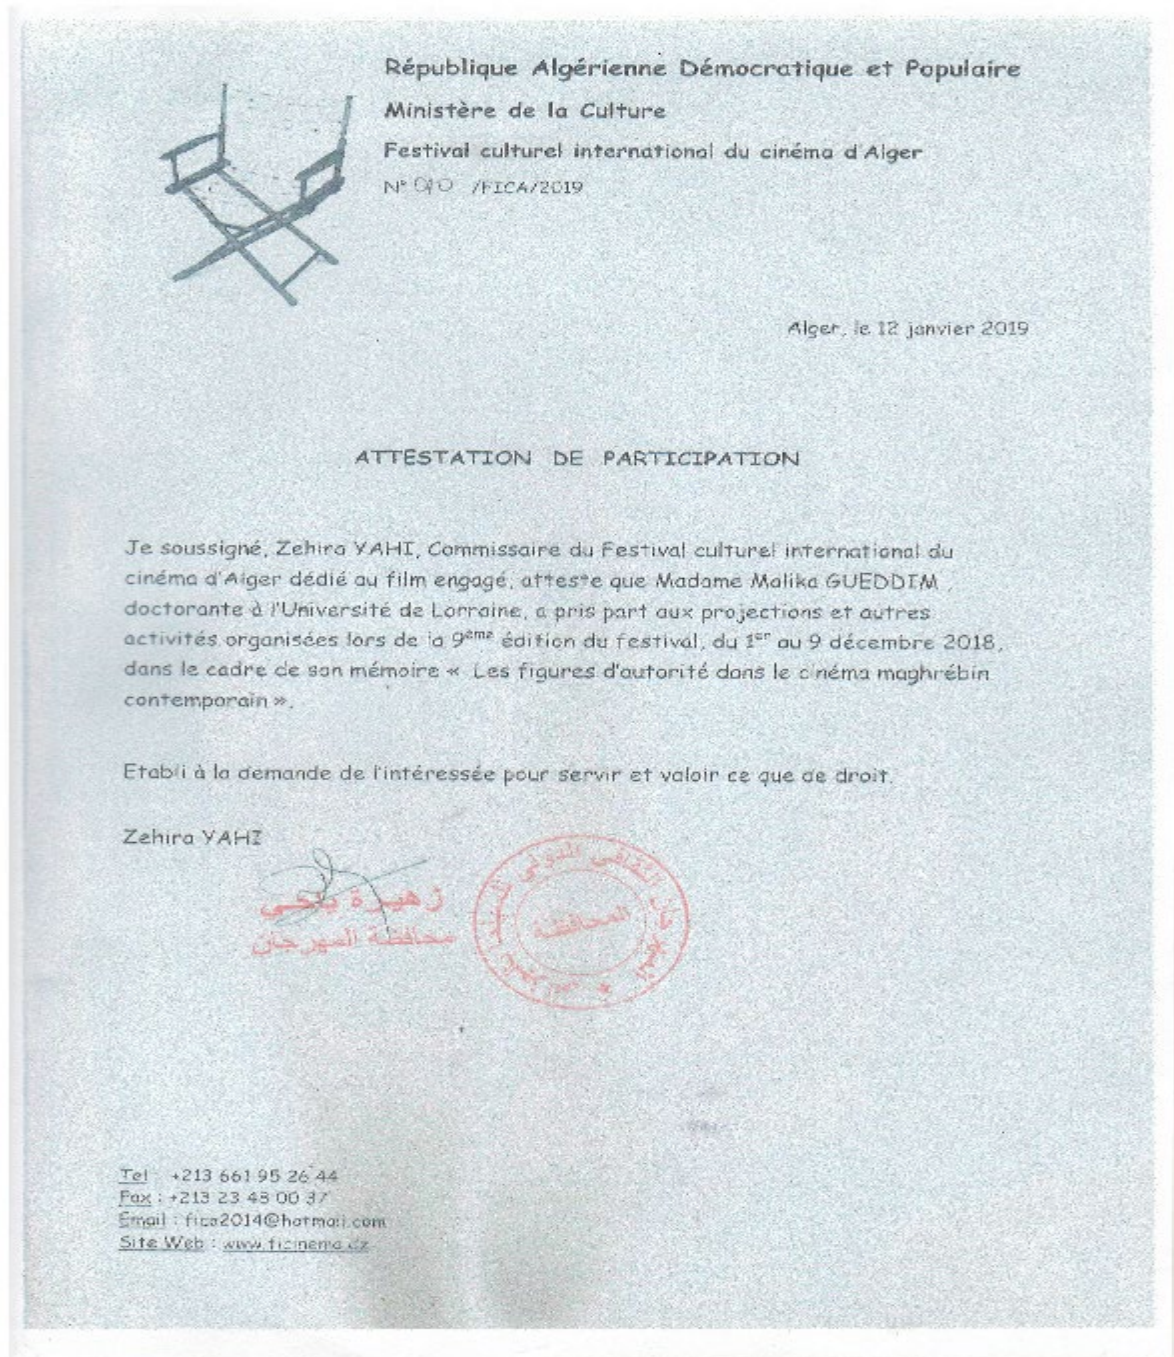 République Algérienne Démocratique et Populaire
Ministère de la Culture
Festival culturel international du cinéma d'Alger
N° 010 /FICA/2019
Alger, le 12 janvier 2019
ATTESTATION DE PARTICIPATION
Je soussigné, Zehira YAHI, Commissaire du Festival culturel international du
cinéma d'Alger dédié au film engagé, atteste que Madame Malika GUEDDIM,
doctorante à l'Université de Lorraine, a pris part aux projections et autres
activités organisées lors de la 9ème édition du festival, du 1er au 9 décembre 2018,
dans le cadre de son mémoire « Les figures d'autorité dans le cinéma maghrébin
contemporain ».
Etabli à la demande de l'intéressée pour servir et valoir ce que de droit.
Zehira YAHI
زهيرة ياحي
محافظة المهرجان
المهرجان الثقافي الدولي للسينما
المحافظة
Tel : +213 661 95 26 44
Fax : +213 23 48 00 37
Email : fica2014@hotmail.com
Site Web : www.ficinema.dz